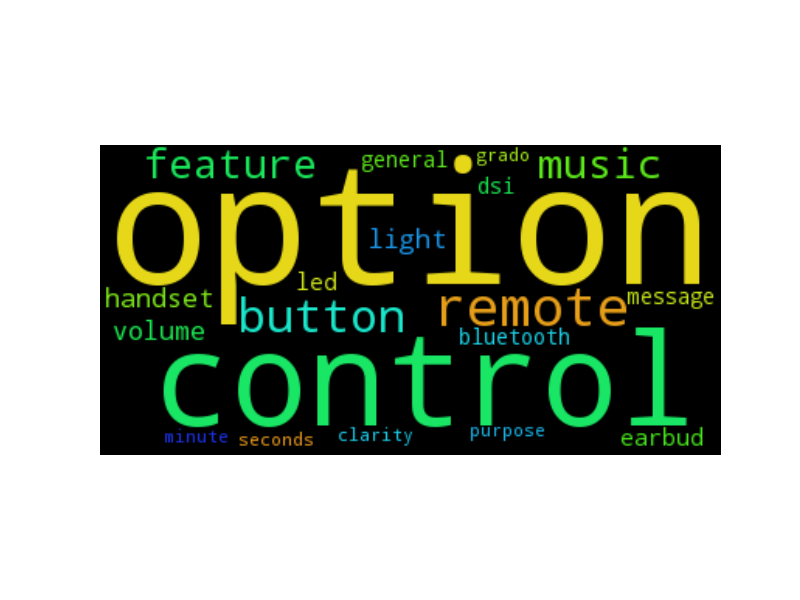 feature general grado music
dsi
option
light
led
handset button remote message
volume bluetooth
control
minute seconds clarity purpose earbud